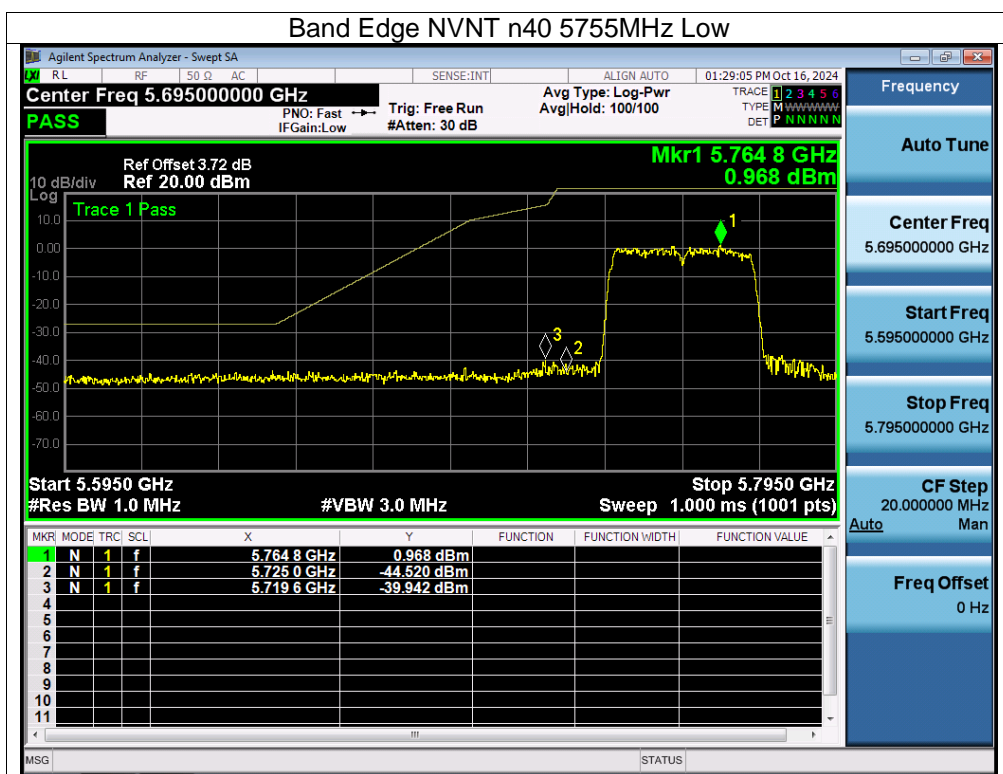 Band Edge NVNT n40 5755MHz Low
Agilent Spectrum Analyzer - Swept SA
LXI RL RF 50 Ω AC SENSE:INT ALIGN AUTO 01:29:05 PM Oct 16, 2024
Center Freq 5.695000000 GHz
PASS
PNO: Fast
IFGain:Low
Trig: Free Run
#Atten: 30 dB
Avg Type: Log-Pwr
Avg|Hold: 100/100
TRACE 1 2 3 4 5 6
TYPE M WWWWW
DET P N N N N N
Ref Offset 3.72 dB
Ref 20.00 dBm
10 dB/div
Log
Mkr1 5.764 8 GHz
0.968 dBm
Trace 1 Pass
10.0
0.00
-10.0
-20.0
-30.0
-40.0
-50.0
-60.0
-70.0
1
3
2
Start 5.5950 GHz Stop 5.7950 GHz
#Res BW 1.0 MHz #VBW 3.0 MHz Sweep 1.000 ms (1001 pts)
MKR MODE TRC SCL X Y FUNCTION FUNCTION WIDTH FUNCTION VALUE
1 N 1 f 5.764 8 GHz 0.968 dBm
2 N 1 f 5.725 0 GHz -44.520 dBm
3 N 1 f 5.719 6 GHz -39.942 dBm
4
5
6
7
8
9
10
11
MSG STATUS
Frequency
Auto Tune
Center Freq
5.695000000 GHz
Start Freq
5.595000000 GHz
Stop Freq
5.795000000 GHz
CF Step
20.000000 MHz
Auto Man
Freq Offset
0 Hz